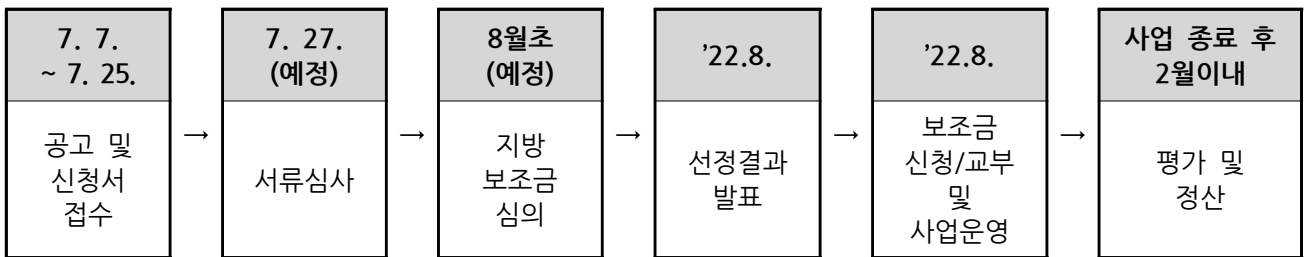 7. 7.
~ 7. 25.
공고 및
신청서
접수
→
7. 27.
(예정)
서류심사
→
8월초
(예정)
지방
보조금
심의
→
’22.8.
선정결과
발표
→
’22.8.
보조금
신청/교부
및
사업운영
→
사업 종료 후
2월이내
평가 및
정산